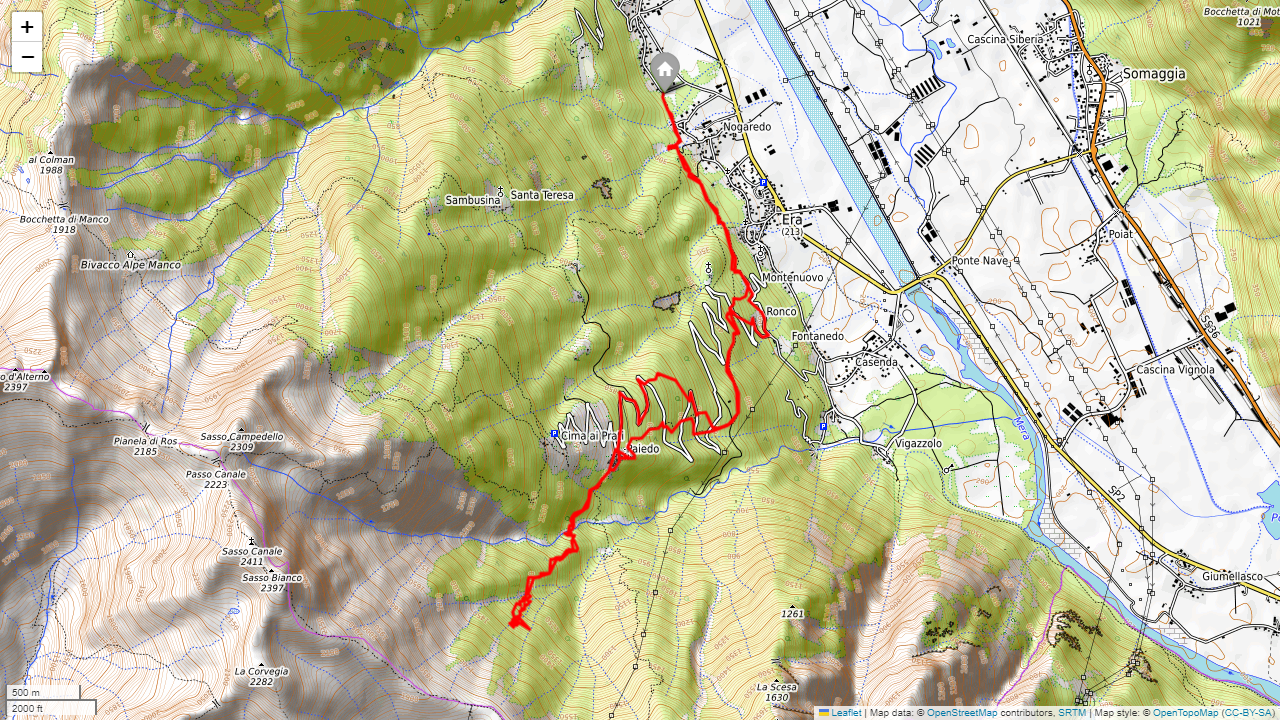 +
−
Bocchetta di Mot
1021
Cascina Siberia
Somaggia
Nogaredo
al Colman
1988
Sambusina
Santa Teresa
Bocchetta di Manco
1918
Era
(213)
Poiat
Bivacco Alpe Manco
Ponte Nave
Montenuovo
Ronco
SS36
Fontanedo
Casenda
Cascina Vignola
o d'Alterno
2397
Mera
Pianela di Ros
2185
Sasso Campedello
2309
Cima ai Prati
Paiedo
Vigazzolo
Passo Canale
2223
SP2
Sasso Canale
2411
Sasso Bianco
2397
Giumellasco
1261
La Corvegia
2282
La Scesa
1630
500 m
2000 ft
Leaflet | Map data: © OpenStreetMap contributors, SRTM | Map style: © OpenTopoMap (CC-BY-SA)